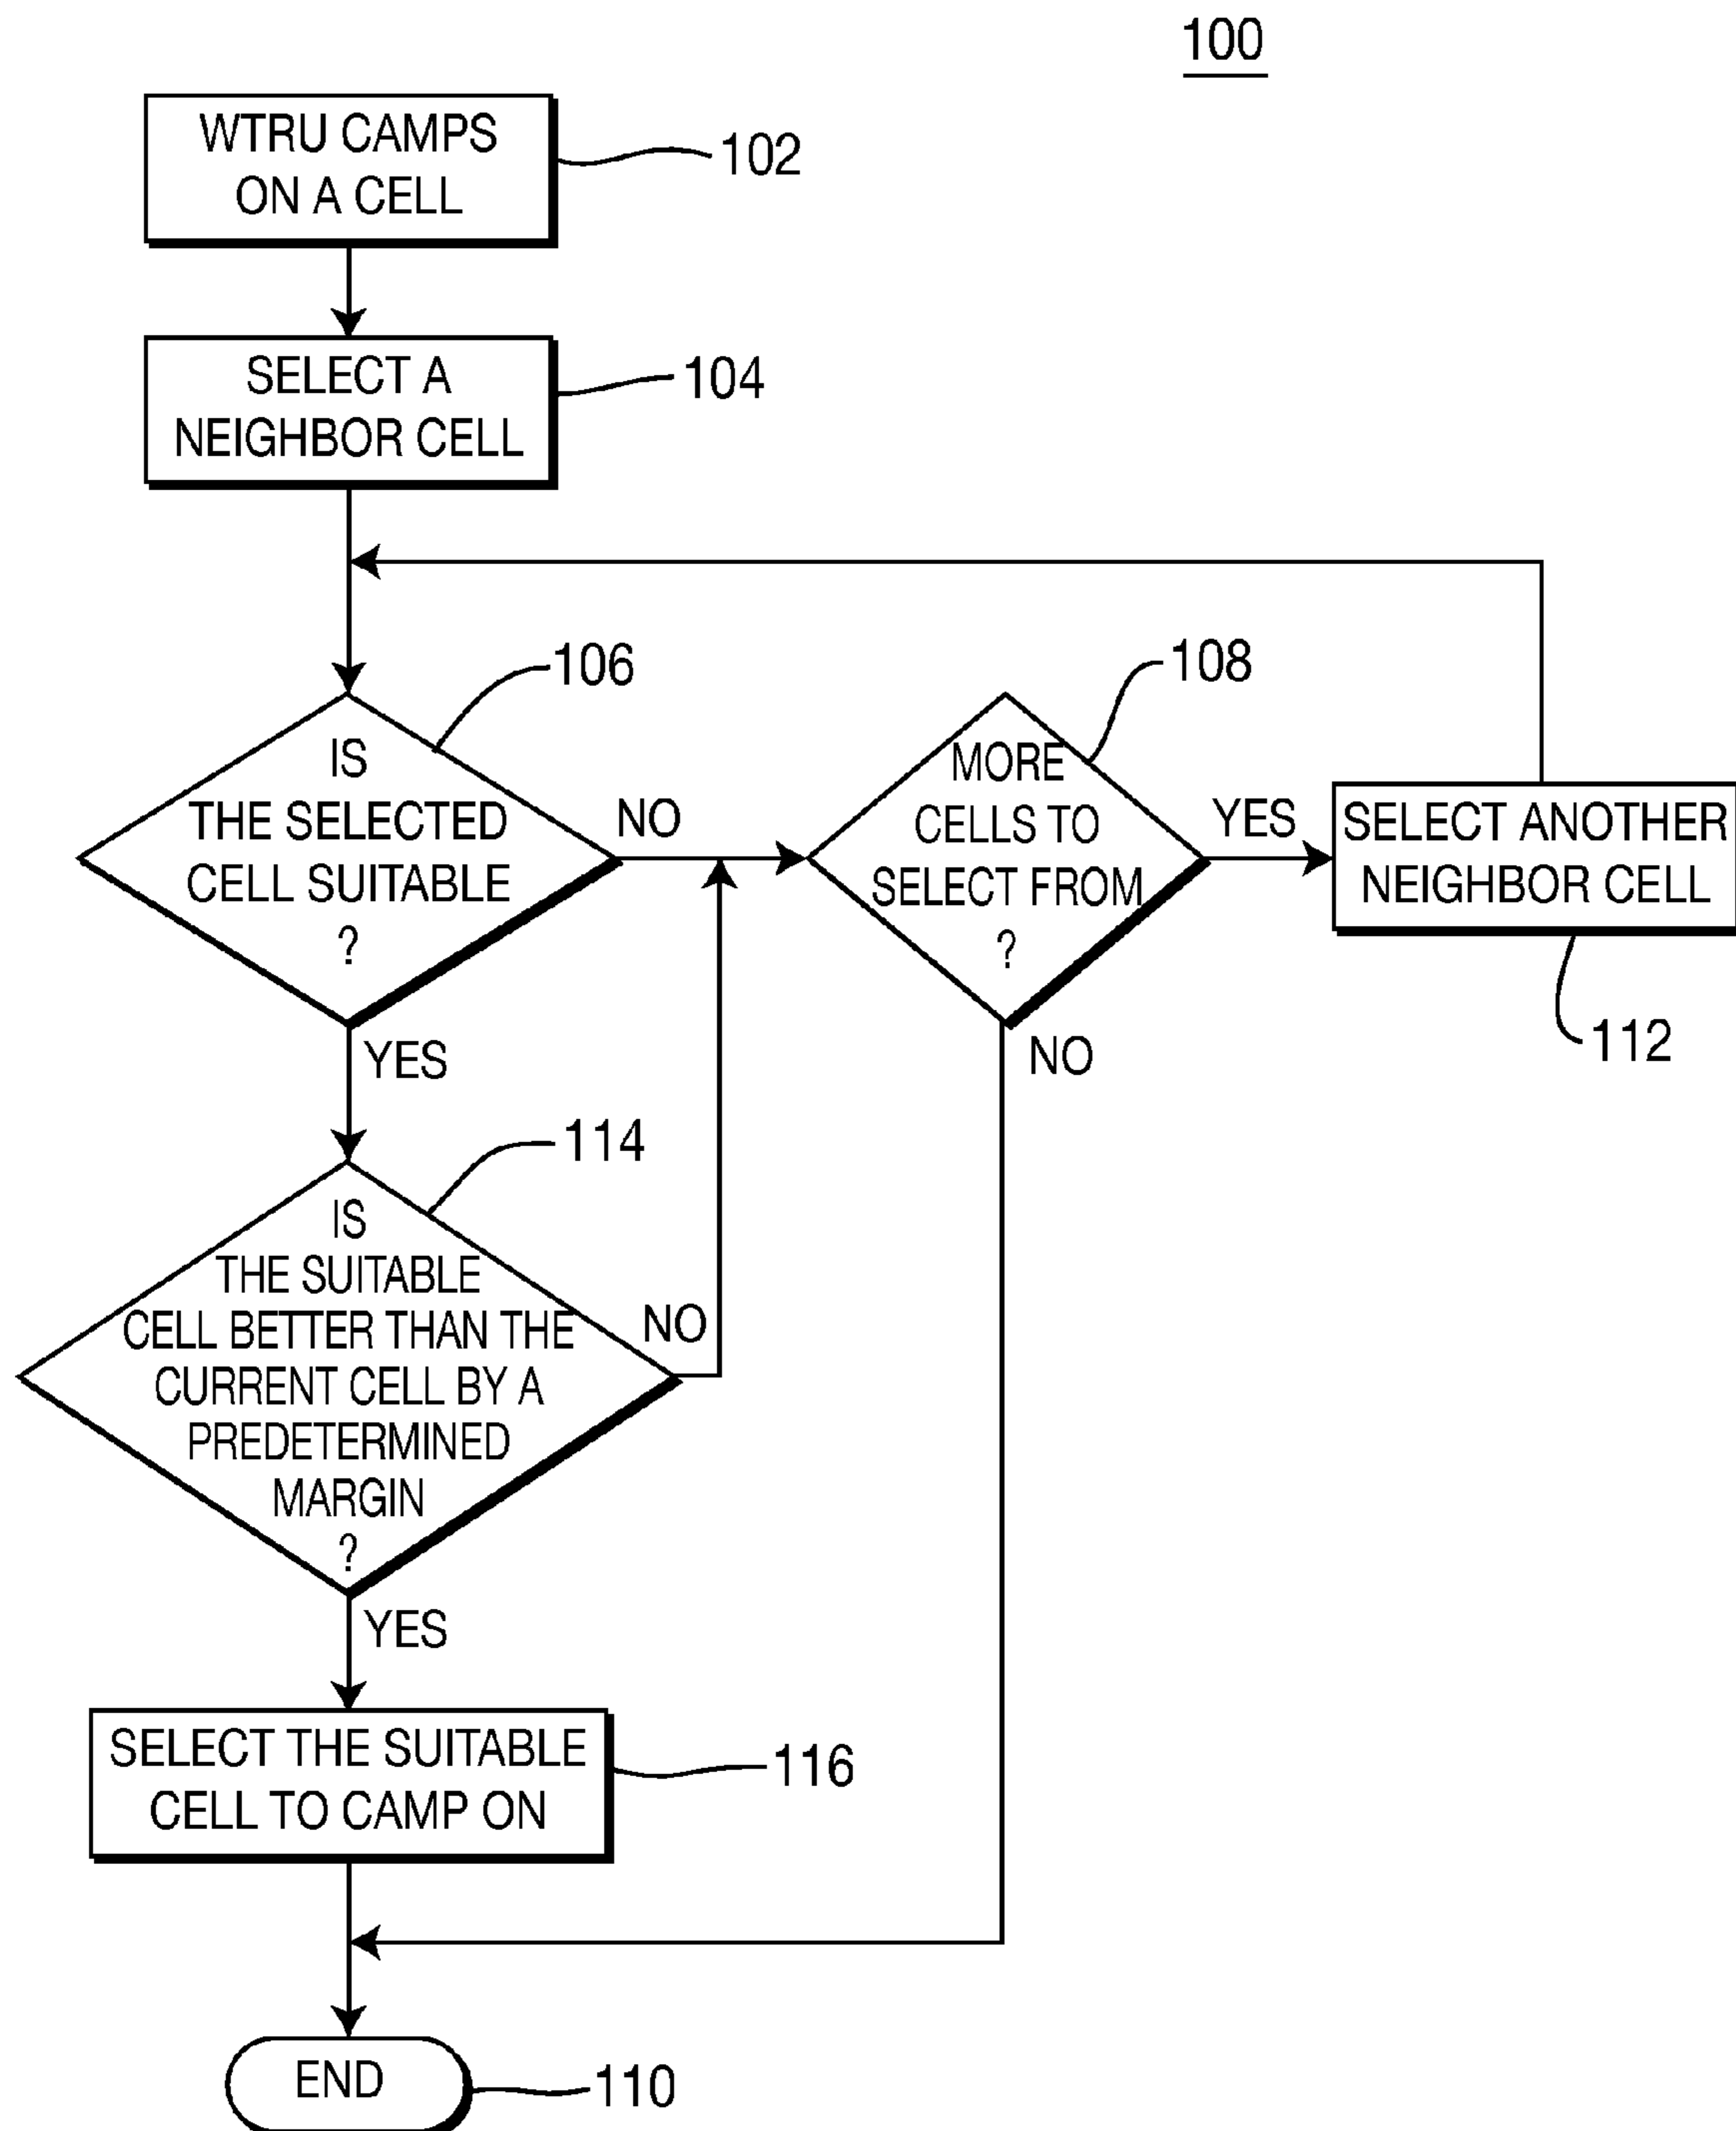 100
WTRU CAMPS
ON A CELL
102
SELECT A
NEIGHBOR CELL
104
106
IS
THE SELECTED
CELL SUITABLE
?
NO
YES
108
MORE
CELLS TO
SELECT FROM
?
YES
NO
SELECT ANOTHER
NEIGHBOR CELL
112
114
IS
THE SUITABLE
CELL BETTER THAN THE
CURRENT CELL BY A
PREDETERMINED
MARGIN
?
NO
YES
SELECT THE SUITABLE
CELL TO CAMP ON
116
END
110